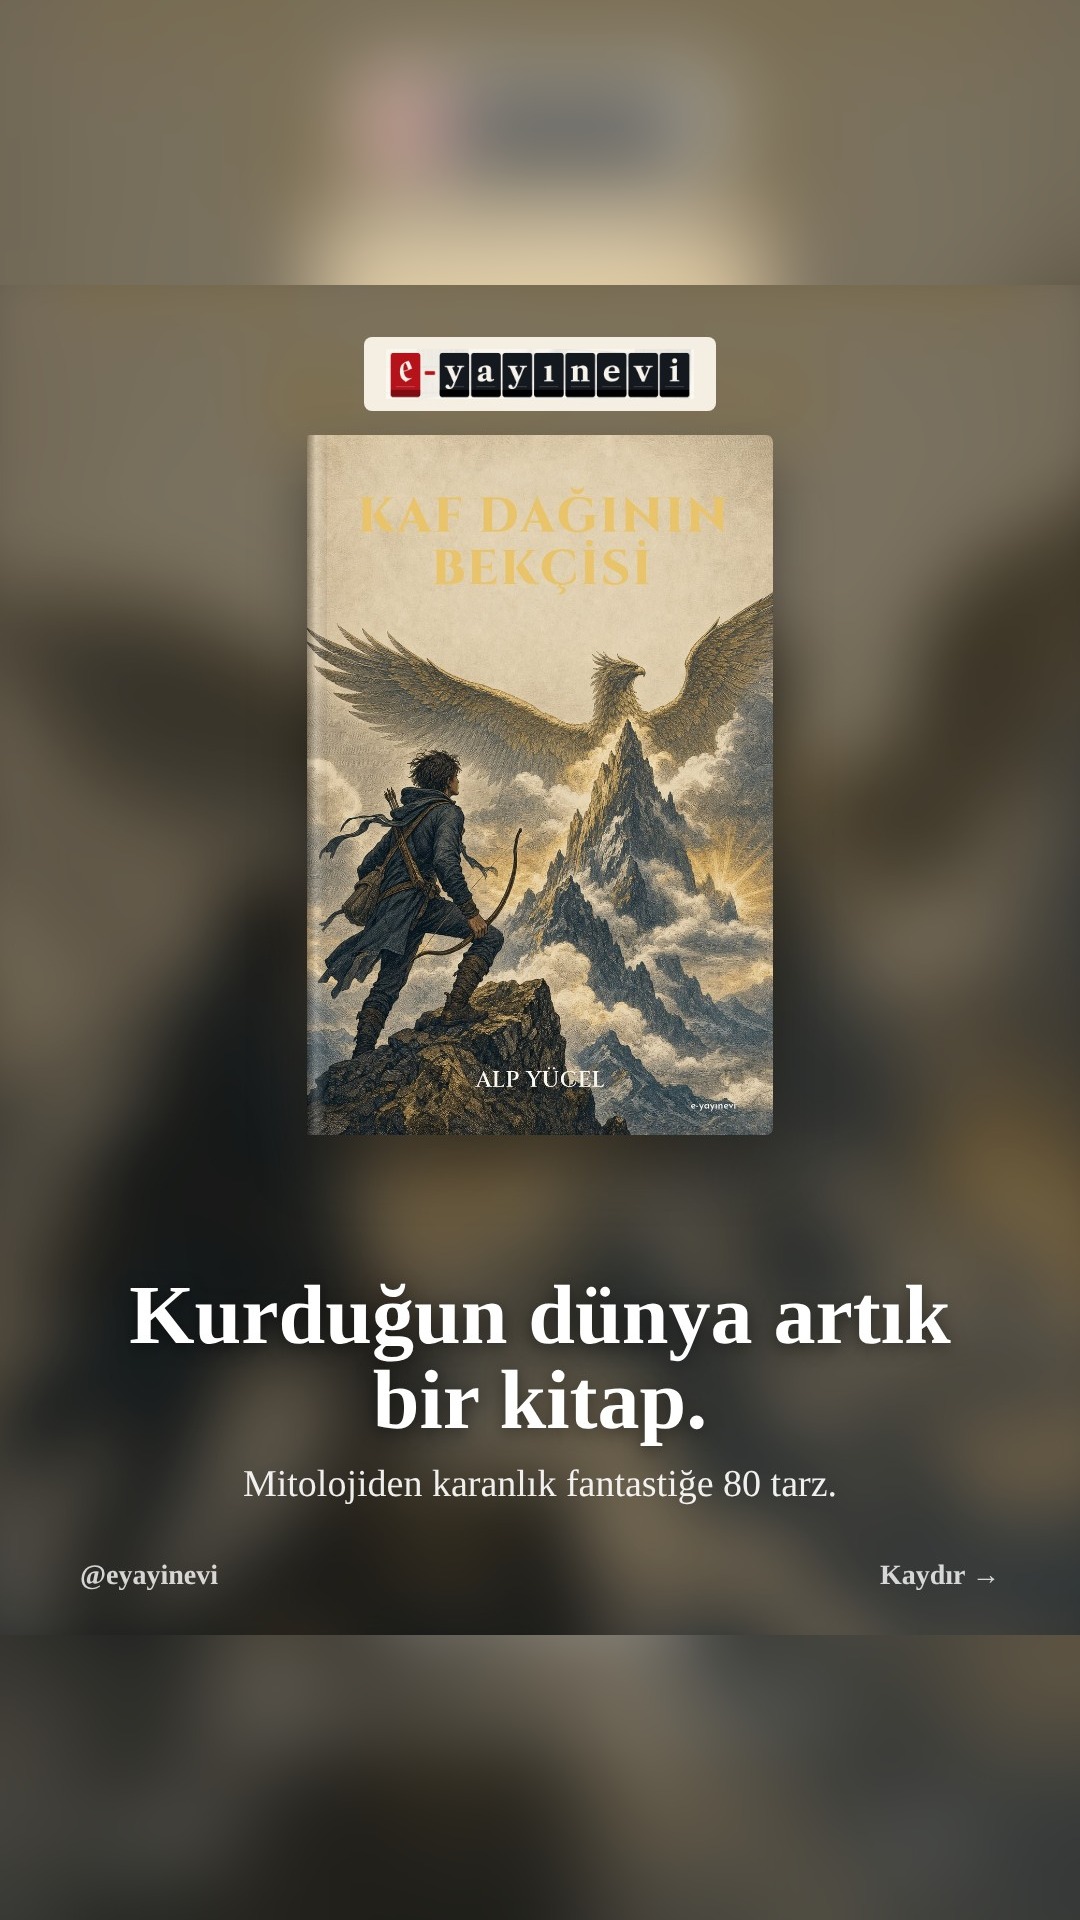 e-yayınevi
KAF DAĞININ
BEKÇİSİ
ALP YÜCEL
e-yayınevi
Kurduğun dünya artık
bir kitap.
Mitolojiden karanlık fantastiğe 80 tarz.
@eyayinevi
Kaydır →